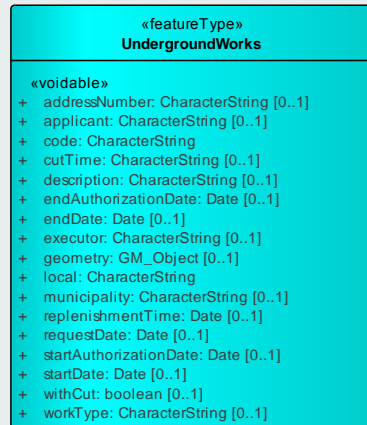 «featureType»
UndergroundWorks
«voidable»
+ addressNumber: CharacterString [0..1]
+ applicant: CharacterString [0..1]
+ code: CharacterString
+ cutTime: CharacterString [0..1]
+ description: CharacterString [0..1]
+ endAuthorizationDate: Date [0..1]
+ endDate: Date [0..1]
+ executor: CharacterString [0..1]
+ geometry: GM_Object [0..1]
+ local: CharacterString
+ municipality: CharacterString [0..1]
+ replenishmentTime: Date [0..1]
+ requestDate: Date [0..1]
+ startAuthorizationDate: Date [0..1]
+ startDate: Date [0..1]
+ withCut: boolean [0..1]
+ workType: CharacterString [0..1]